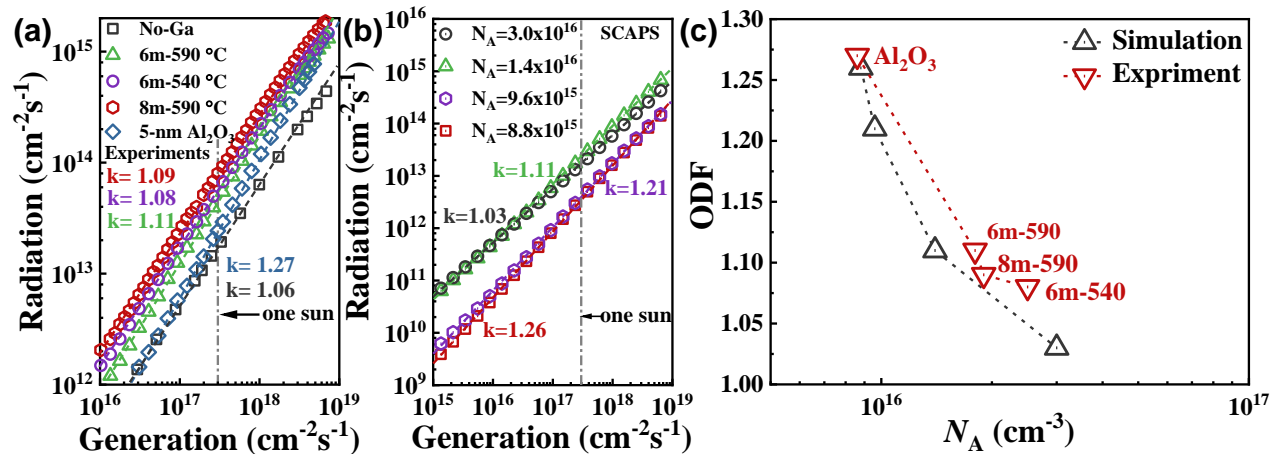 (a)
No-Ga
6m-590 °C
6m-540 °C
8m-590 °C
5-nm Al₂O₃
Experiments
k= 1.09
k= 1.08
k= 1.11
k= 1.27
k= 1.06
one sun
Radiation (cm⁻²s⁻¹)
10¹⁵
10¹⁴
10¹³
10¹²
10¹⁶ 10¹⁷ 10¹⁸ 10¹⁹
Generation (cm⁻²s⁻¹)
(b)
N_A=3.0x10¹⁶
SCAPS
N_A=1.4x10¹⁶
N_A=9.6x10¹⁵
N_A=8.8x10¹⁵
k=1.11
k=1.21
k=1.03
k=1.26
one sun
Radiation (cm⁻²s⁻¹)
10¹⁶
10¹⁵
10¹⁴
10¹³
10¹²
10¹¹
10¹⁰
10⁹
10¹⁵ 10¹⁶ 10¹⁷ 10¹⁸ 10¹⁹
Generation (cm⁻²s⁻¹)
(c)
Simulation
Expriment
Al₂O₃
6m-590
8m-590
6m-540
ODF
1.30
1.25
1.20
1.15
1.10
1.05
1.00
10¹⁶ 10¹⁷
N_A (cm⁻³)